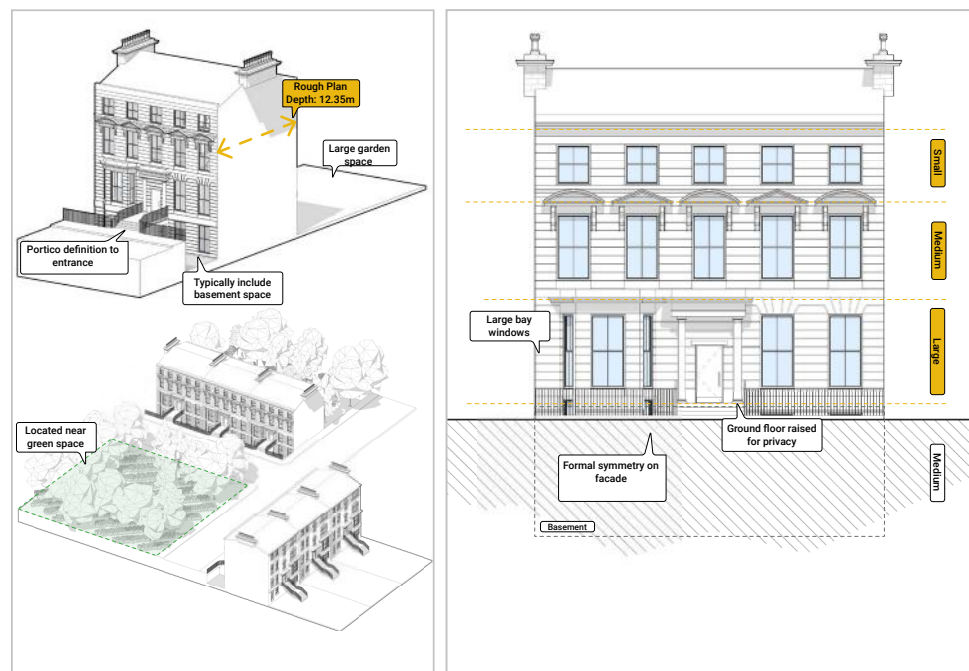 Rough Plan
Depth: 12.35m
Large garden
space
Portico definition to
entrance
Typically include
basement space
Located near
green space
Small
Medium
Large bay
windows
Large
Ground floor raised
for privacy
Formal symmetry on
facade
Medium
Basement